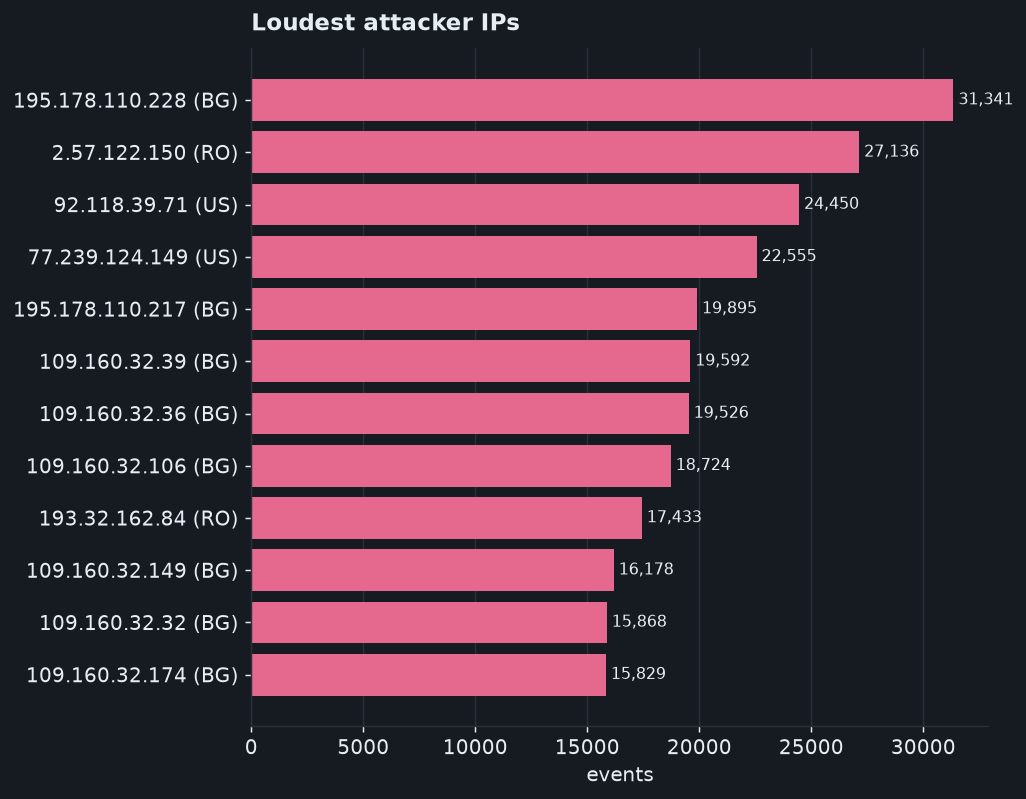 Loudest attacker IPs
195.178.110.228 (BG) 31,341
2.57.122.150 (RO) 27,136
92.118.39.71 (US) 24,450
77.239.124.149 (US) 22,555
195.178.110.217 (BG) 19,895
109.160.32.39 (BG) 19,592
109.160.32.36 (BG) 19,526
109.160.32.106 (BG) 18,724
193.32.162.84 (RO) 17,433
109.160.32.149 (BG) 16,178
109.160.32.32 (BG) 15,868
109.160.32.174 (BG) 15,829
0 5000 10000 15000 20000 25000 30000
events